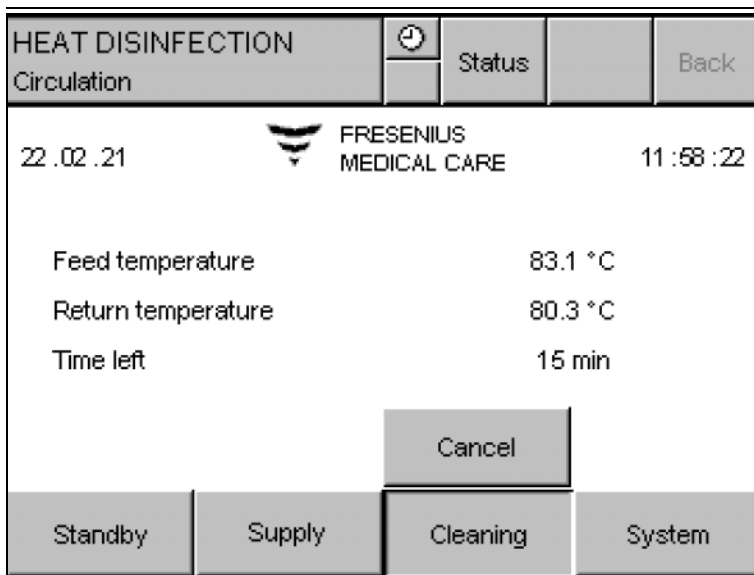 HEAT DISINFECTION
Circulation
Status
Back
22 .02 .21
FRESENIUS
MEDICAL CARE
11 :58 :22
Feed temperature 83.1 °C
Return temperature 80.3 °C
Time left 15 min
Cancel
Standby Supply Cleaning System